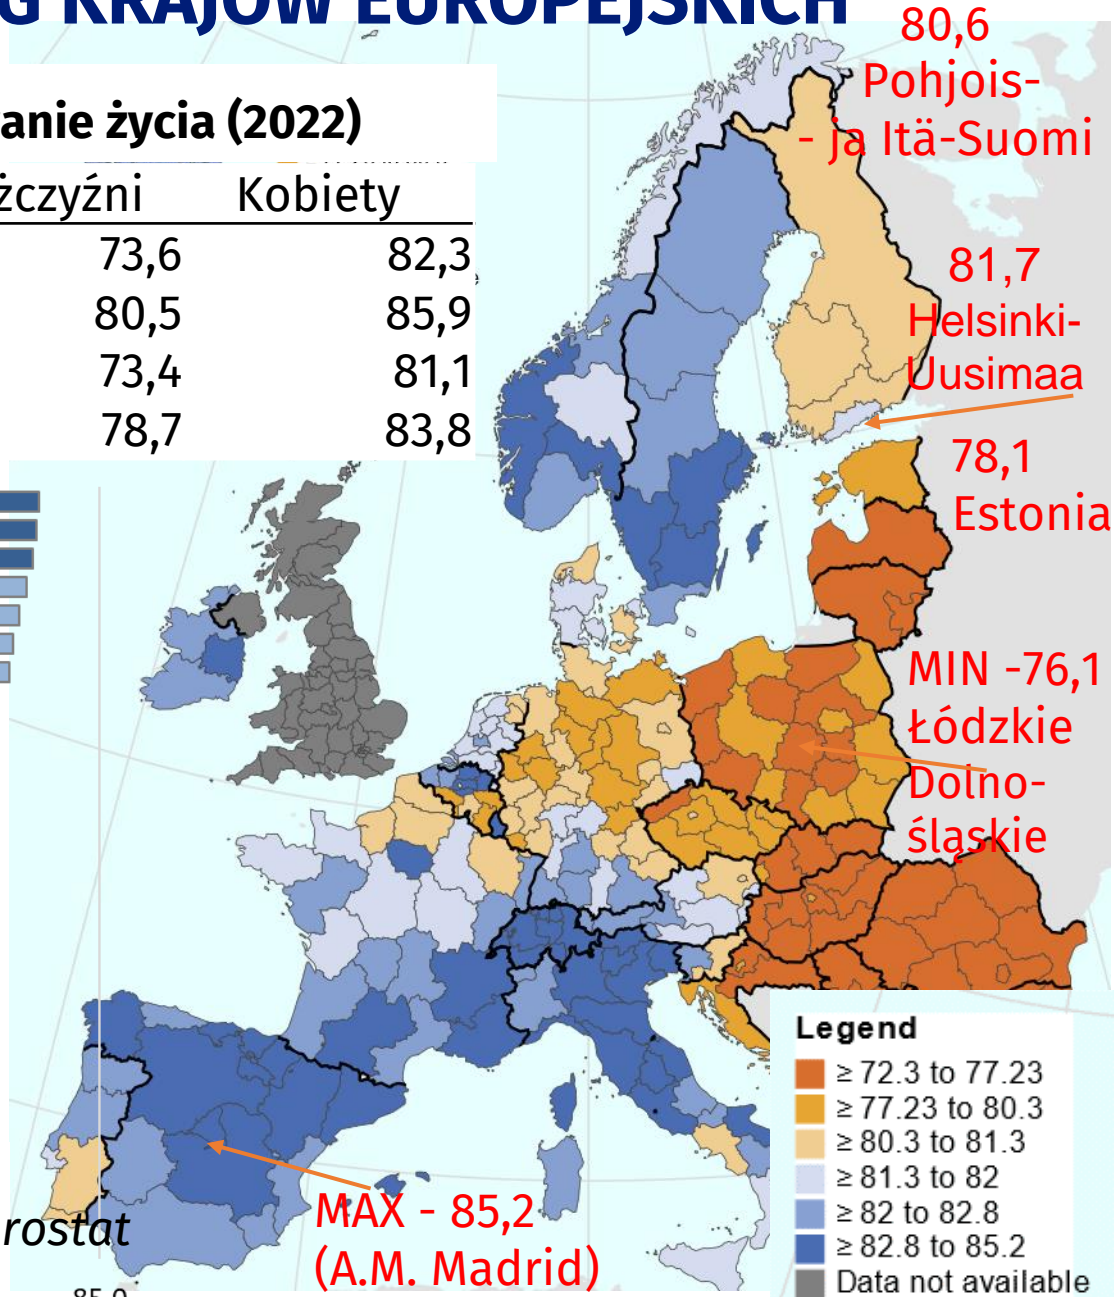 G KRAJÓW EUROPEJSKICH
anie życia (2022)
żczyźni Kobiety
73,6 82,3
80,5 85,9
73,4 81,1
78,7 83,8
80,6
Pohjois-
- ja Itä-Suomi
81,7
Helsinki-
Uusimaa
78,1
Estonia
MIN -76,1
Łódzkie
Dolno-
śląskie
MAX - 85,2
(A.M. Madrid)
rostat
Legend
≥ 72.3 to 77.23
≥ 77.23 to 80.3
≥ 80.3 to 81.3
≥ 81.3 to 82
≥ 82 to 82.8
≥ 82.8 to 85.2
Data not available